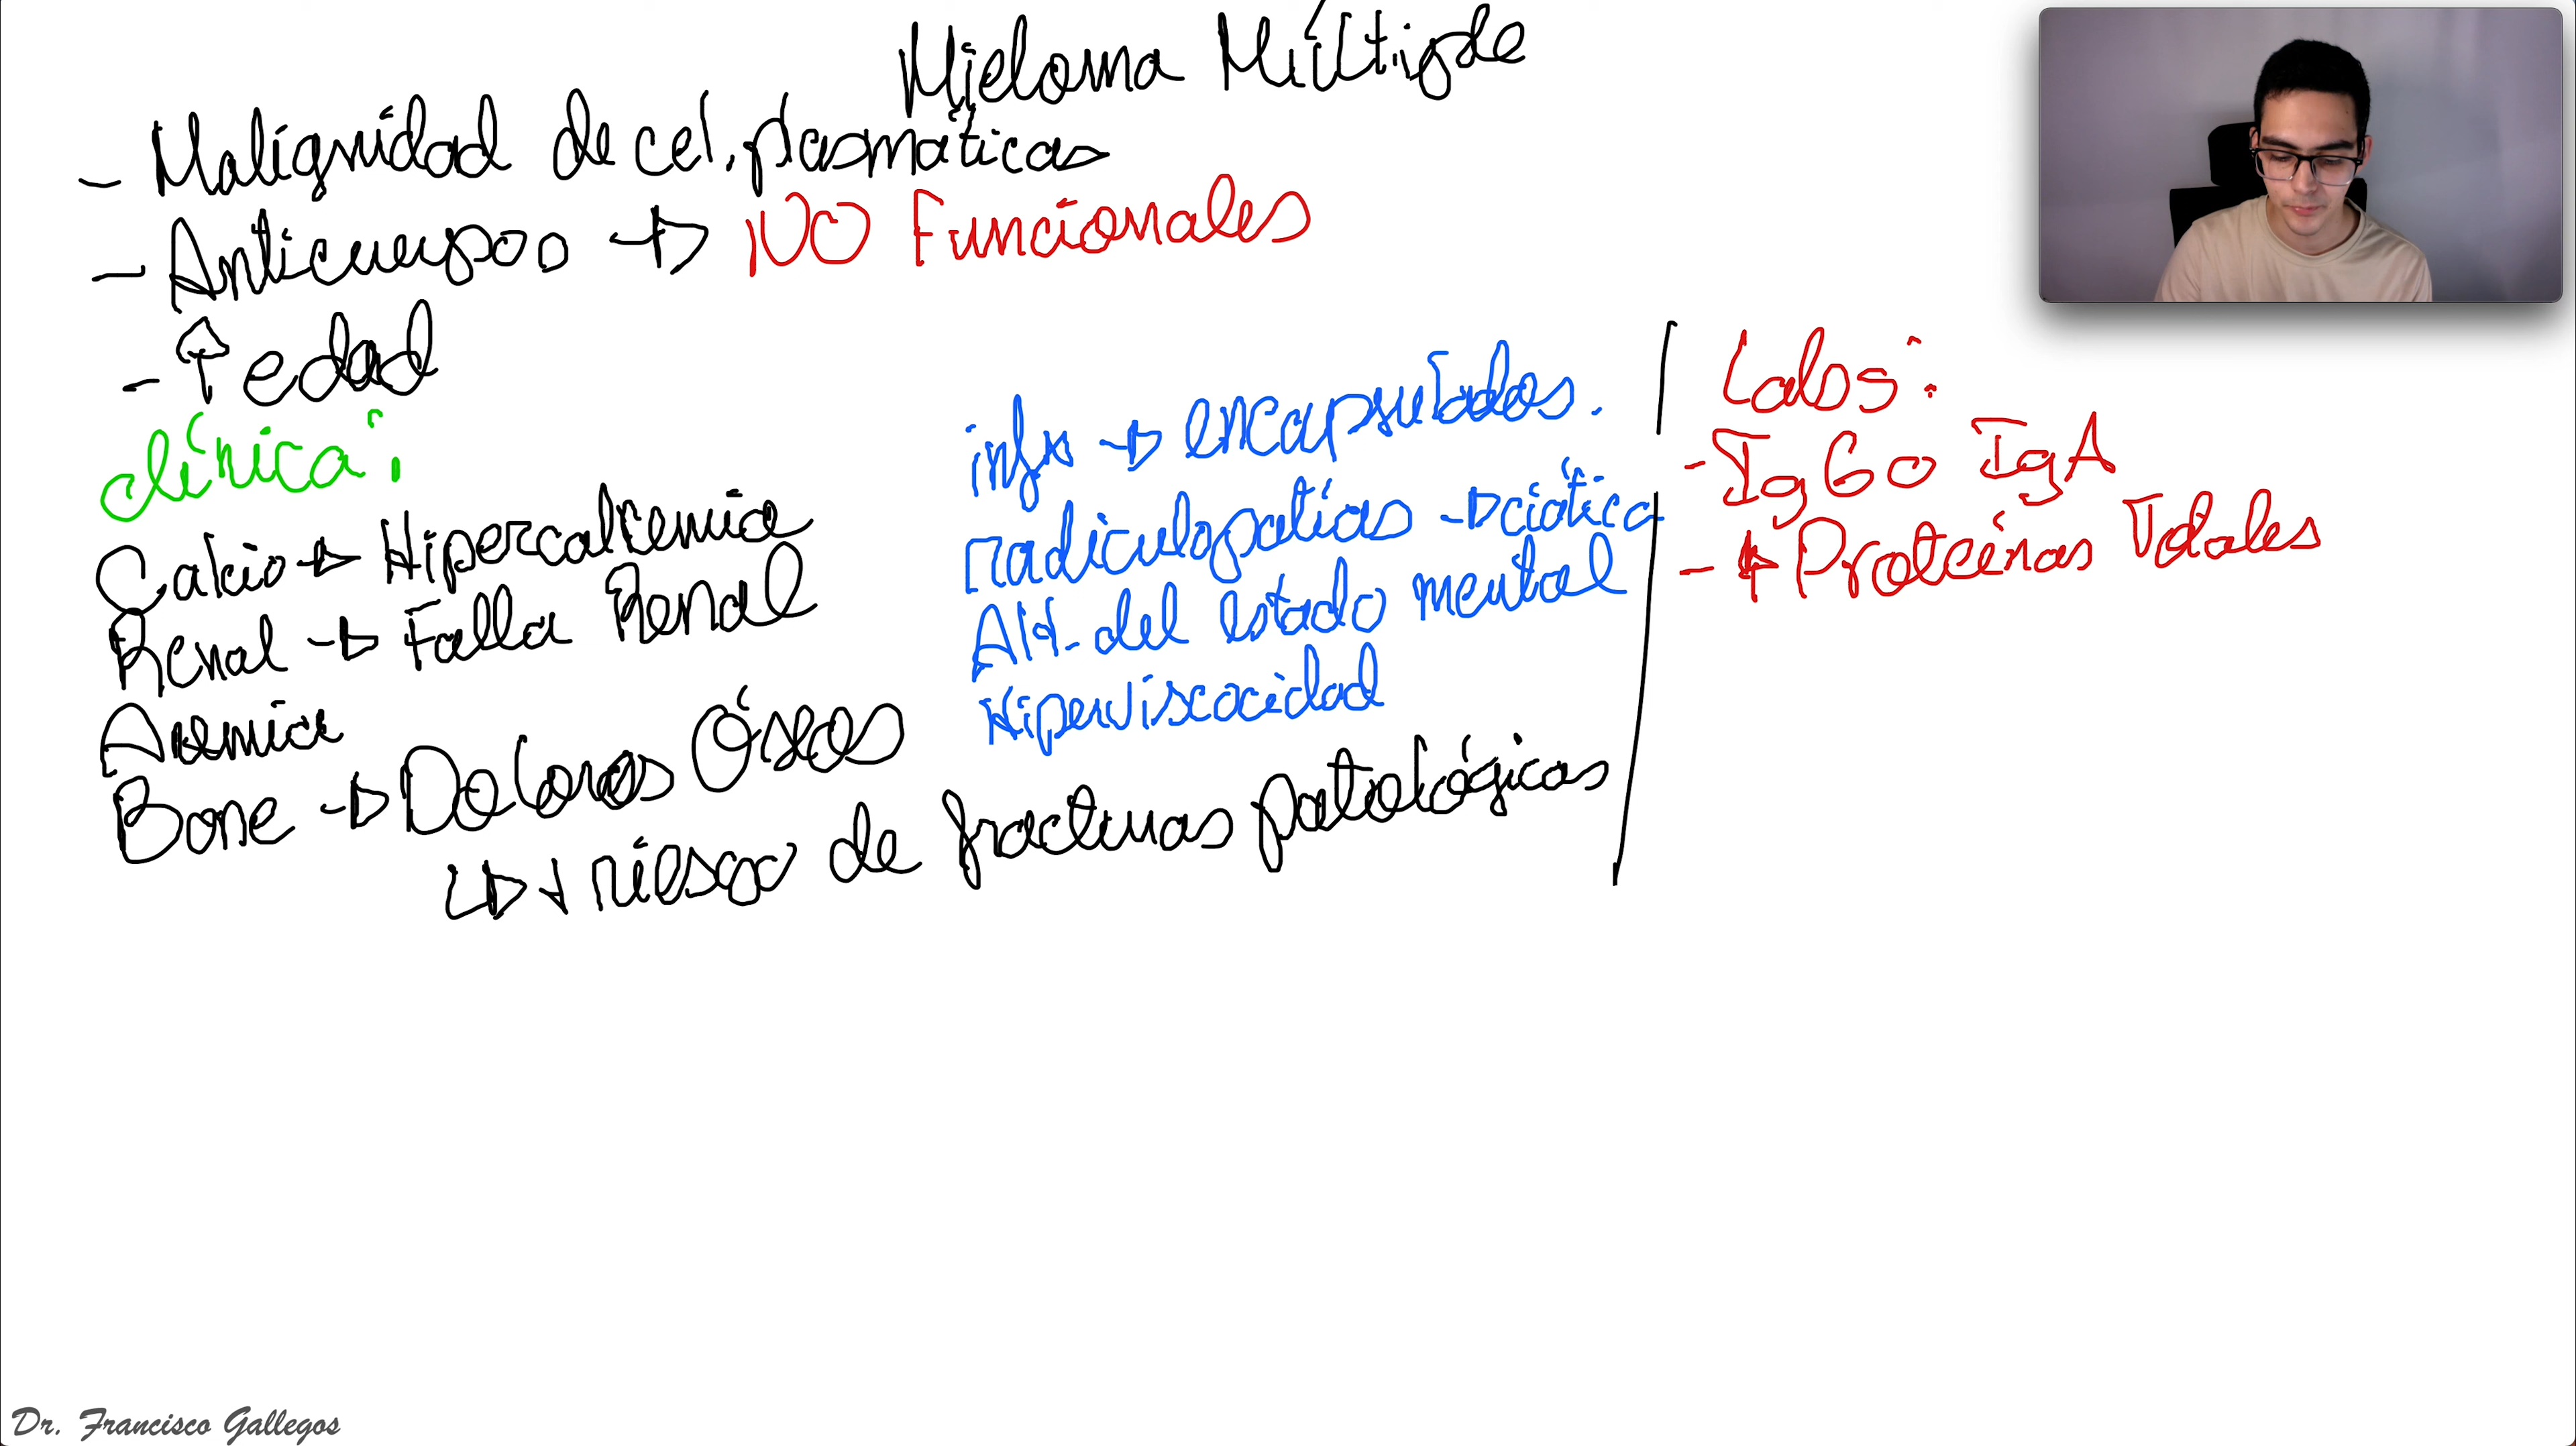 Mieloma Múltiple
- Malignidad de cel. plasmáticas
- Anticuerpos → NO Funcionales
- ↑ edad
clínica:
Calcio → Hipercalcemia
Renal → Falla Renal
Anemia
Bone → Dolores Óseos
↳ + riesgo de fracturas patológicas
infx → encapsulados.
radiculopatías → ciática
Alt. del estado mental
Hiperviscocidad
Labs:
- IgG o IgA
- ↑ Proteínas Totales
Dr. Francisco Gallegos